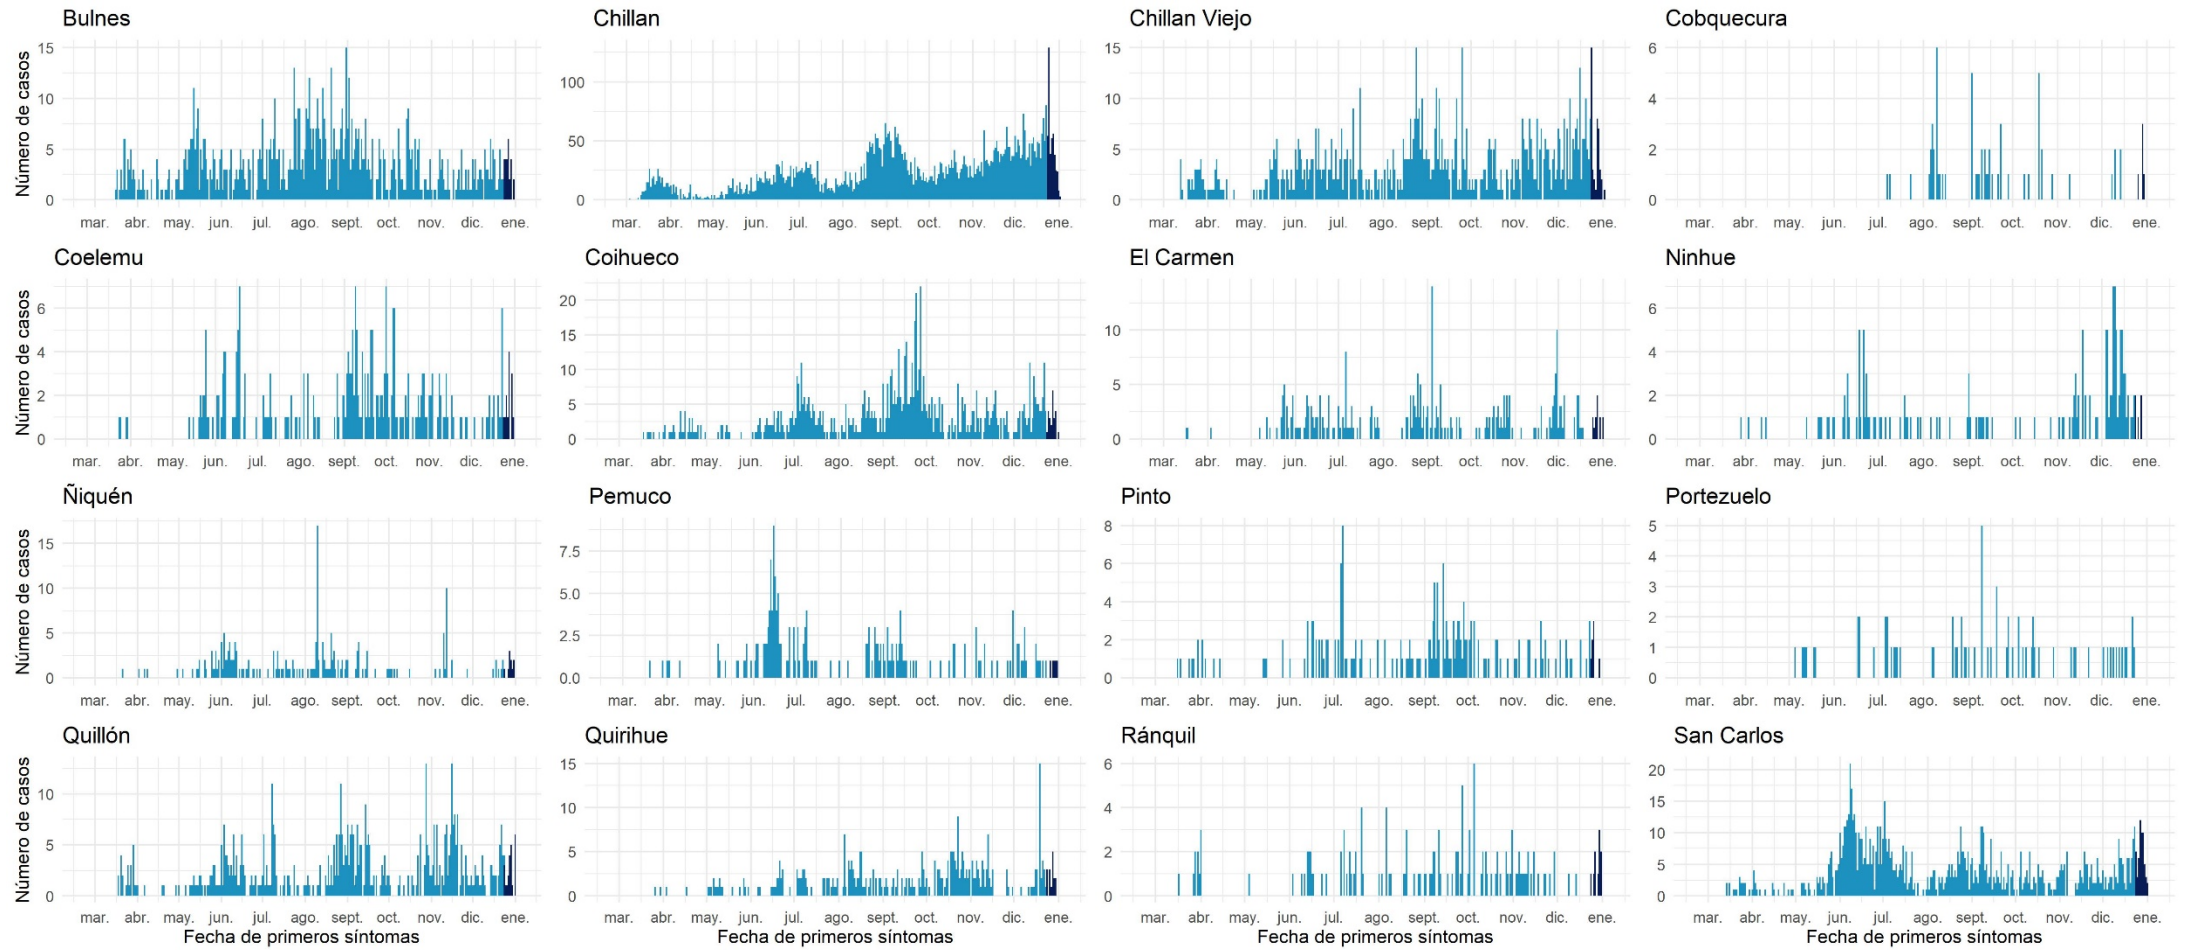 Bulnes
Número de casos
15
10
5
0
mar. abr. may. jun. jul. ago. sept. oct. nov. dic. ene.
Chillan
100
50
0
mar. abr. may. jun. jul. ago. sept. oct. nov. dic. ene.
Chillan Viejo
15
10
5
0
mar. abr. may. jun. jul. ago. sept. oct. nov. dic. ene.
Cobquecura
6
4
2
0
mar. abr. may. jun. jul. ago. sept. oct. nov. dic. ene.
Coelemu
Número de casos
6
4
2
0
mar. abr. may. jun. jul. ago. sept. oct. nov. dic. ene.
Coihueco
20
15
10
5
0
mar. abr. may. jun. jul. ago. sept. oct. nov. dic. ene.
El Carmen
10
5
0
mar. abr. may. jun. jul. ago. sept. oct. nov. dic. ene.
Ninhue
6
4
2
0
mar. abr. may. jun. jul. ago. sept. oct. nov. dic. ene.
Ñiquén
Número de casos
15
10
5
0
mar. abr. may. jun. jul. ago. sept. oct. nov. dic. ene.
Pemuco
7.5
5.0
2.5
0.0
mar. abr. may. jun. jul. ago. sept. oct. nov. dic. ene.
Pinto
8
6
4
2
0
mar. abr. may. jun. jul. ago. sept. oct. nov. dic. ene.
Portezuelo
5
4
3
2
1
0
mar. abr. may. jun. jul. ago. sept. oct. nov. dic. ene.
Quillón
Número de casos
10
5
0
mar. abr. may. jun. jul. ago. sept. oct. nov. dic. ene.
Fecha de primeros síntomas
Quirihue
15
10
5
0
mar. abr. may. jun. jul. ago. sept. oct. nov. dic. ene.
Fecha de primeros síntomas
Ránquil
6
4
2
0
mar. abr. may. jun. jul. ago. sept. oct. nov. dic. ene.
Fecha de primeros síntomas
San Carlos
20
15
10
5
0
mar. abr. may. jun. jul. ago. sept. oct. nov. dic. ene.
Fecha de primeros síntomas